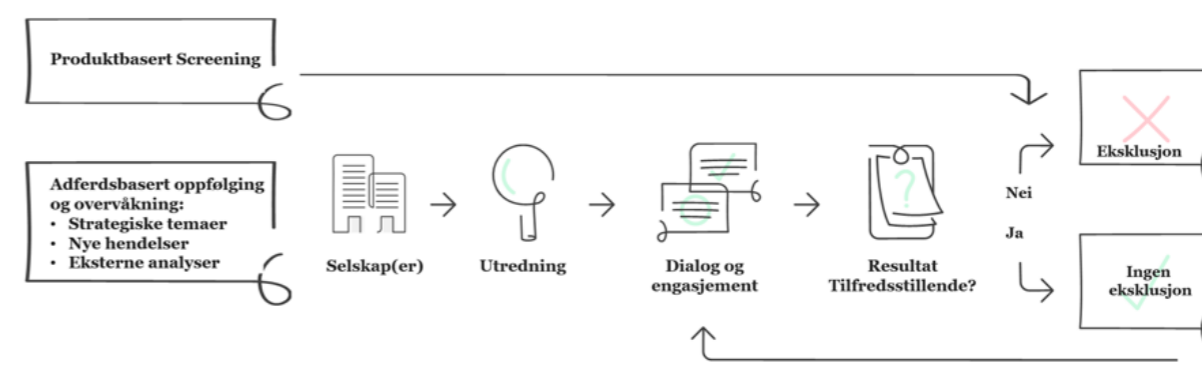 Produktbasert Screening
Adferdsbasert oppfølging
og overvåkning:
• Strategiske temaer
• Nye hendelser
• Eksterne analyser
Selskap(er)
Utredning
Dialog og
engasjement
Resultat
Tilfredsstillende?
Nei
Ja
Eksklusjon
Ingen
eksklusjon